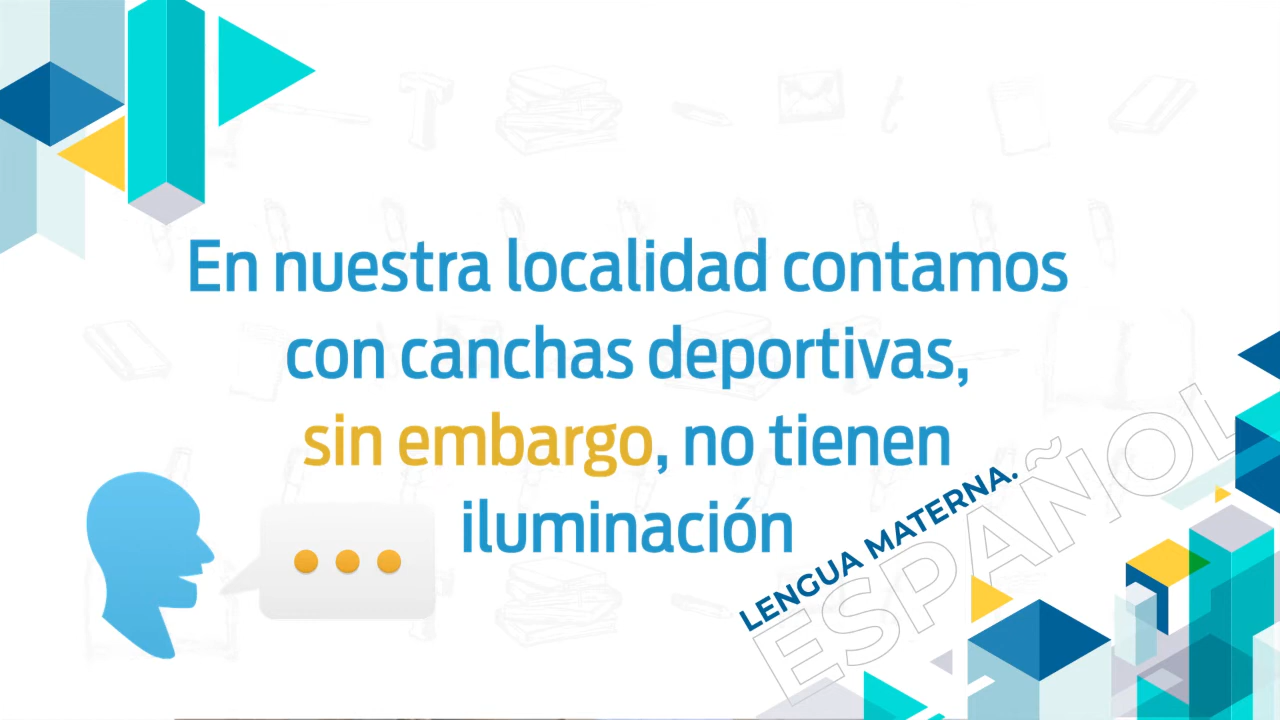 En nuestra localidad contamos
con canchas deportivas,
sin embargo, no tienen
iluminación
LENGUA MATERNA.
ESPAÑOL